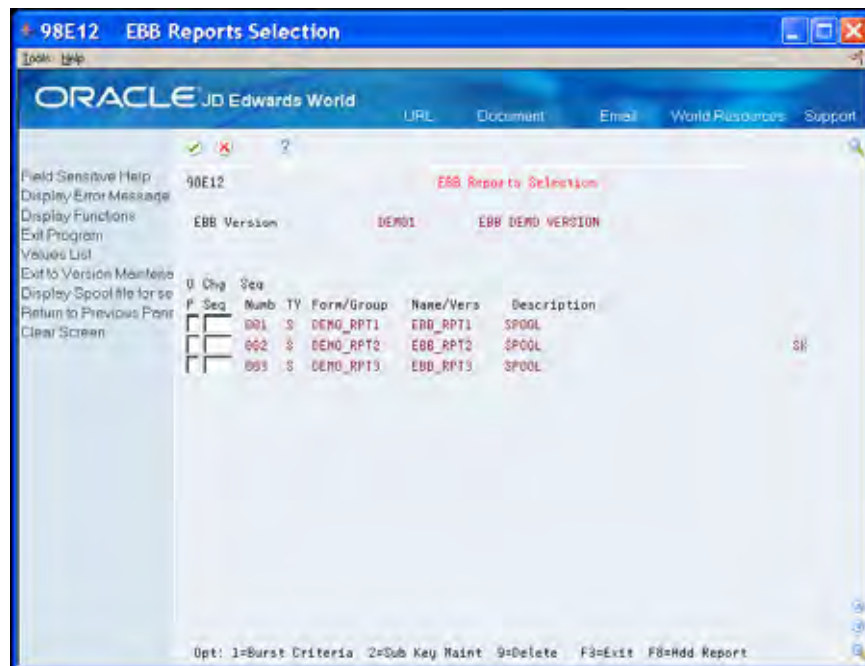 98E12 EBB Reports Selection
Tools Help
ORACLE JD Edwards World
URL Document Email World Resources Support
?
Field Sensitive Help
Display Error Message
Display Functions
Exit Program
Values List
Exit to Version Maintena
Display Spool file for se
Return to Previous Pane
Clear Screen
98E12 EBB Reports Selection
EBB Version DEMO1 EBB DEMO VERSION
O Chg Seq
P Seq Numb TY Form/Group Name/Vers Description
001 S DEMO_RPT1 EBB_RPT1 SPOOL
002 S DEMO_RPT2 EBB_RPT2 SPOOL SK
003 S DEMO_RPT3 EBB_RPT3 SPOOL
Opt: 1=Burst Criteria 2=Sub Key Maint 9=Delete F3=Exit F8=Add Report